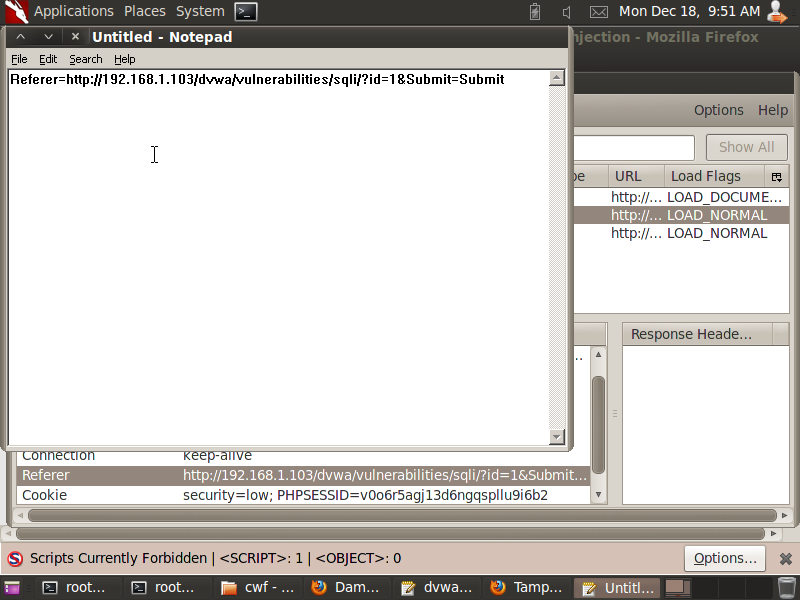 Applications Places System
Mon Dec 18, 9:51 AM
Untitled - Notepad
njection - Mozilla Firefox
File Edit Search Help
Referer=http://192.168.1.103/dvwa/vulnerabilities/sqli/?id=1&Submit=Submit
Options Help
Show All
pe URL Load Flags
http://... LOAD_DOCUME...
http://... LOAD_NORMAL
http://... LOAD_NORMAL
Response Heade...
Connection keep-alive
Referer http://192.168.1.103/dvwa/vulnerabilities/sqli/?id=1&Submit...
Cookie security=low; PHPSESSID=v0o6r5agj13d6ngqspllu9i6b2
Scripts Currently Forbidden | <SCRIPT>: 1 | <OBJECT>: 0
Options...
root... root... cwf - ... Dam... dvwa... Tamp... Untitl...